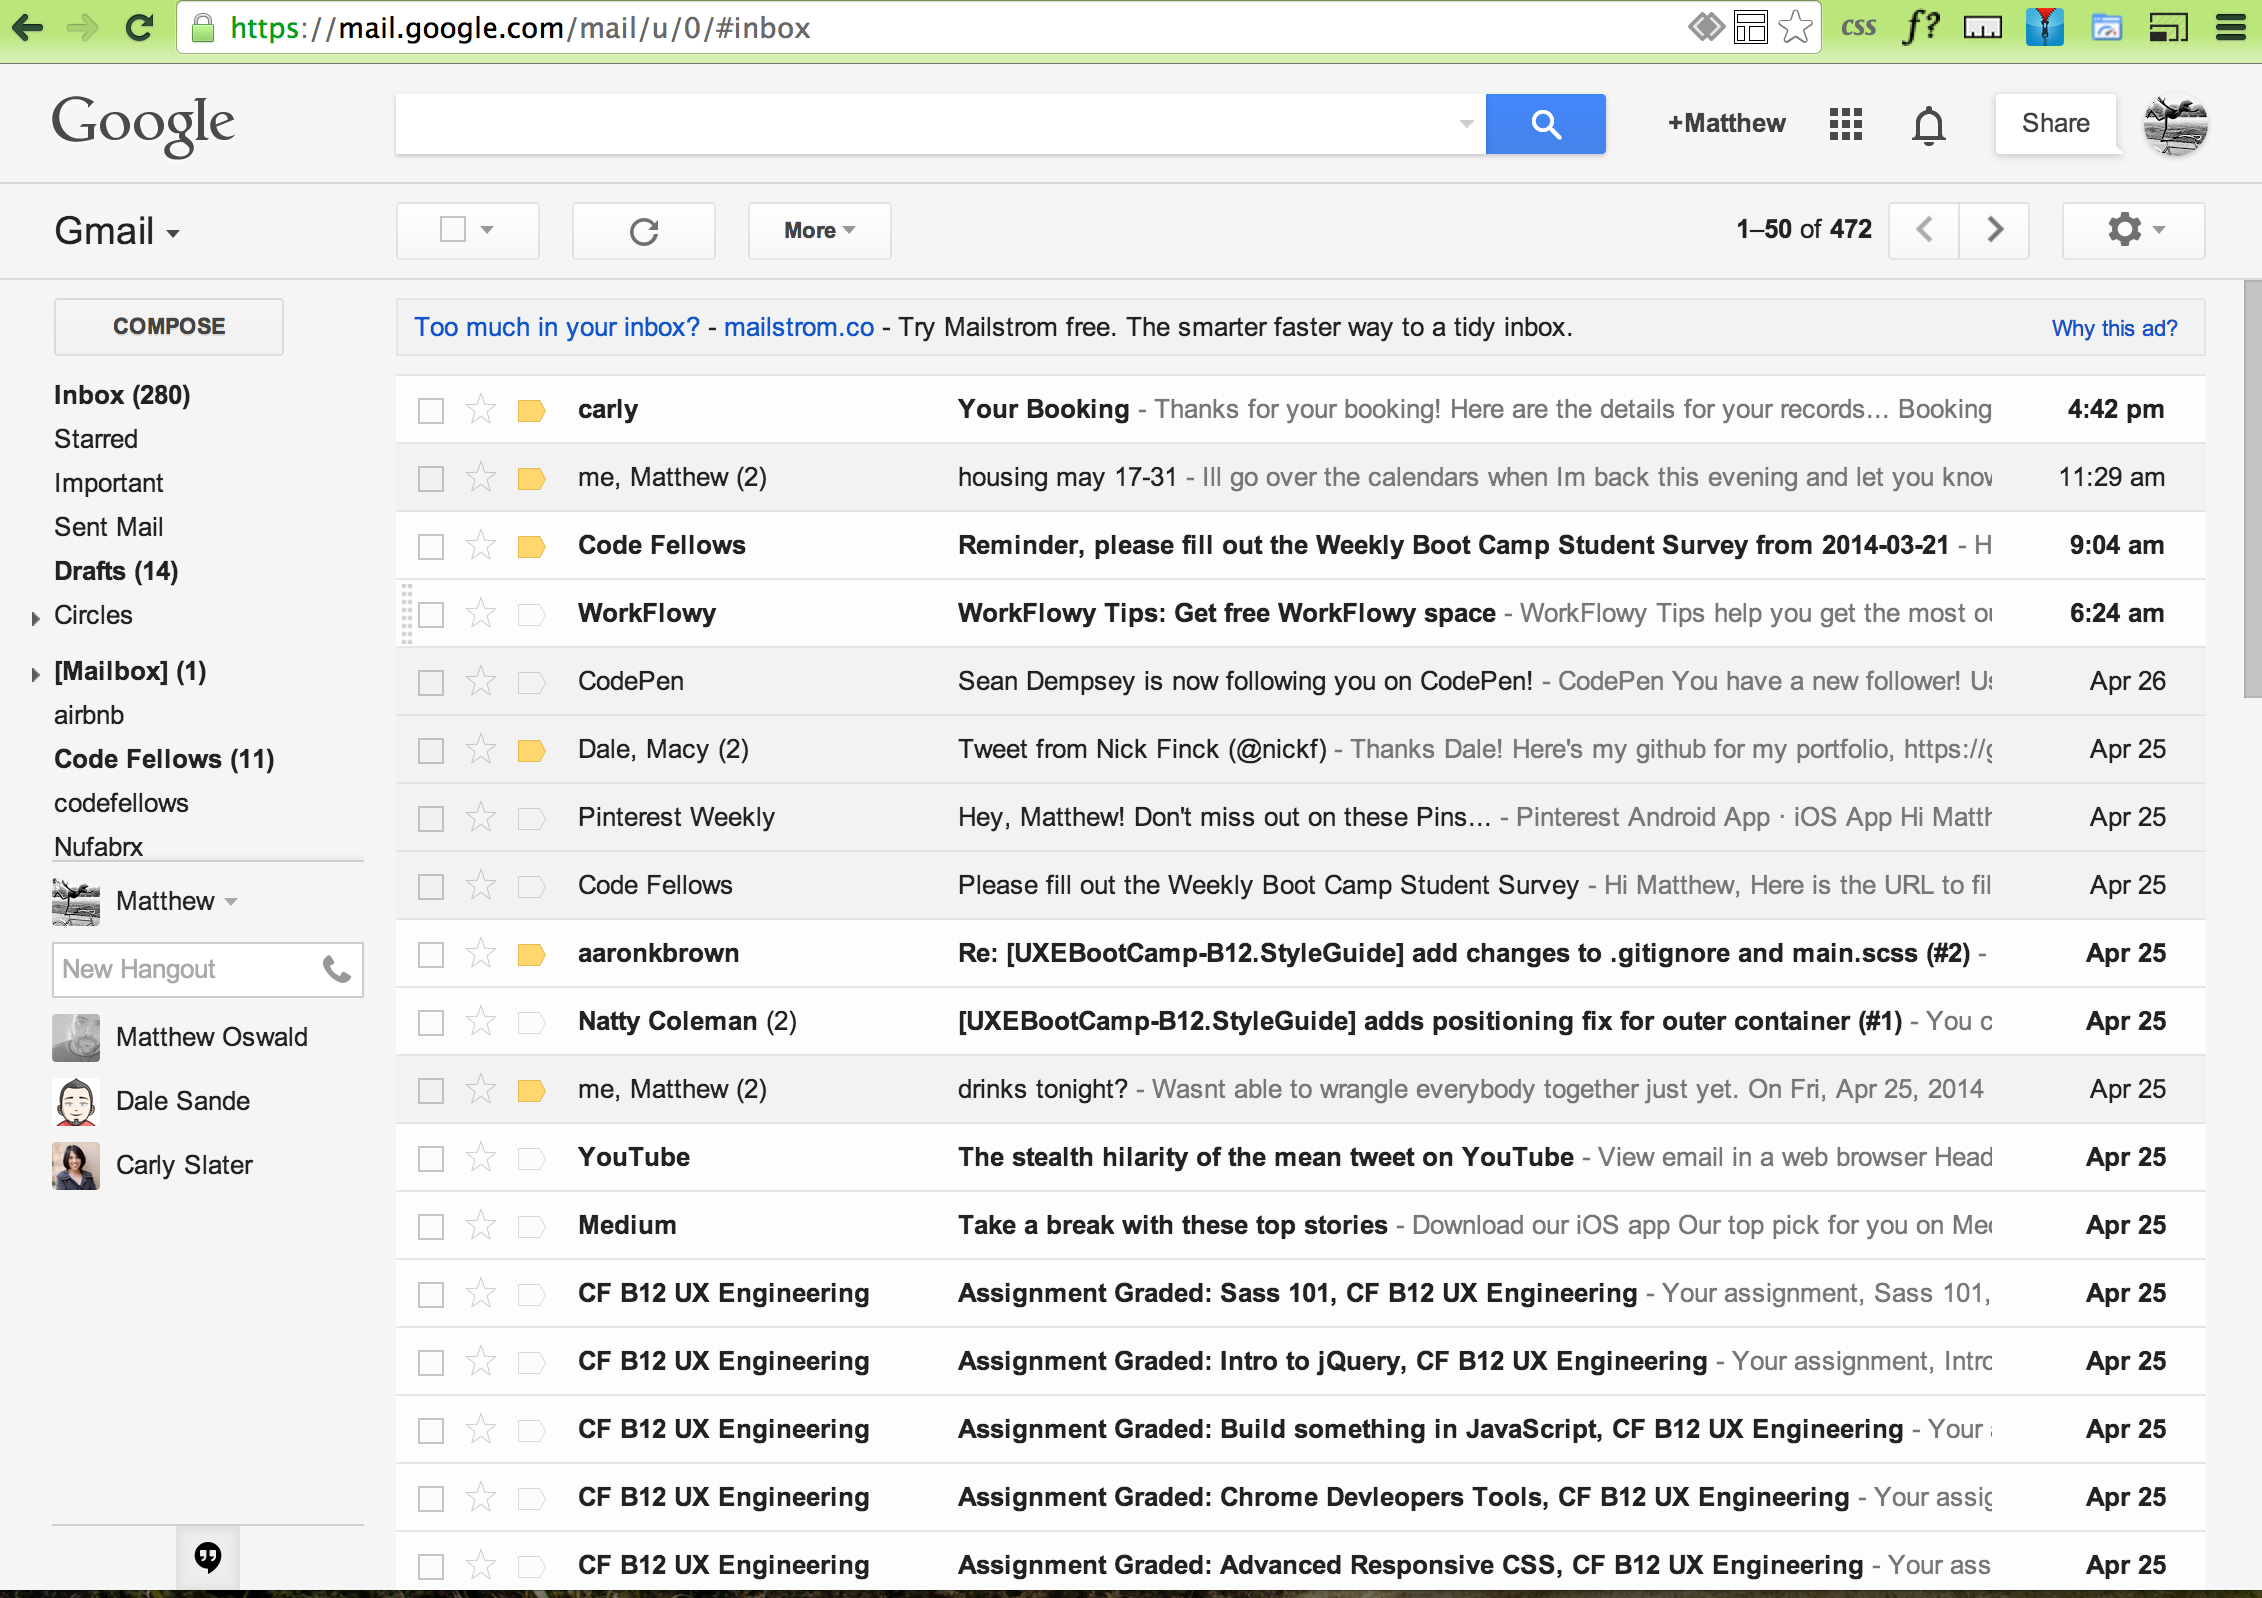 https://mail.google.com/mail/u/0/#inbox
css f?
Google
+Matthew
Share
Gmail
More
1–50 of 472
COMPOSE
Too much in your inbox? - mailstrom.co - Try Mailstrom free. The smarter faster way to a tidy inbox.
Why this ad?
Inbox (280)
Starred
Important
Sent Mail
Drafts (14)
Circles
[Mailbox] (1)
airbnb
Code Fellows (11)
codefellows
Nufabrx
Matthew
New Hangout
Matthew Oswald
Dale Sande
Carly Slater
carly Your Booking - Thanks for your booking! Here are the details for your records... Booking 4:42 pm
me, Matthew (2) housing may 17-31 - Ill go over the calendars when Im back this evening and let you know 11:29 am
Code Fellows Reminder, please fill out the Weekly Boot Camp Student Survey from 2014-03-21 - H 9:04 am
WorkFlowy WorkFlowy Tips: Get free WorkFlowy space - WorkFlowy Tips help you get the most 6:24 am
CodePen Sean Dempsey is now following you on CodePen! - CodePen You have a new follower! Apr 26
Dale, Macy (2) Tweet from Nick Finck (@nickf) - Thanks Dale! Here's my github for my portfolio, https://g Apr 25
Pinterest Weekly Hey, Matthew! Don't miss out on these Pins... - Pinterest Android App · iOS App Hi Matth Apr 25
Code Fellows Please fill out the Weekly Boot Camp Student Survey - Hi Matthew, Here is the URL to fil Apr 25
aaronkbrown Re: [UXEBootCamp-B12.StyleGuide] add changes to .gitignore and main.scss (#2) - Apr 25
Natty Coleman (2) [UXEBootCamp-B12.StyleGuide] adds positioning fix for outer container (#1) - You c Apr 25
me, Matthew (2) drinks tonight? - Wasnt able to wrangle everybody together just yet. On Fri, Apr 25, 2014 Apr 25
YouTube The stealth hilarity of the mean tweet on YouTube - View email in a web browser Head Apr 25
Medium Take a break with these top stories - Download our iOS app Our top pick for you on Med Apr 25
CF B12 UX Engineering Assignment Graded: Sass 101, CF B12 UX Engineering - Your assignment, Sass 101, Apr 25
CF B12 UX Engineering Assignment Graded: Intro to jQuery, CF B12 UX Engineering - Your assignment, Intro Apr 25
CF B12 UX Engineering Assignment Graded: Build something in JavaScript, CF B12 UX Engineering - Your Apr 25
CF B12 UX Engineering Assignment Graded: Chrome Devleopers Tools, CF B12 UX Engineering - Your assig Apr 25
CF B12 UX Engineering Assignment Graded: Advanced Responsive CSS, CF B12 UX Engineering - Your ass Apr 25